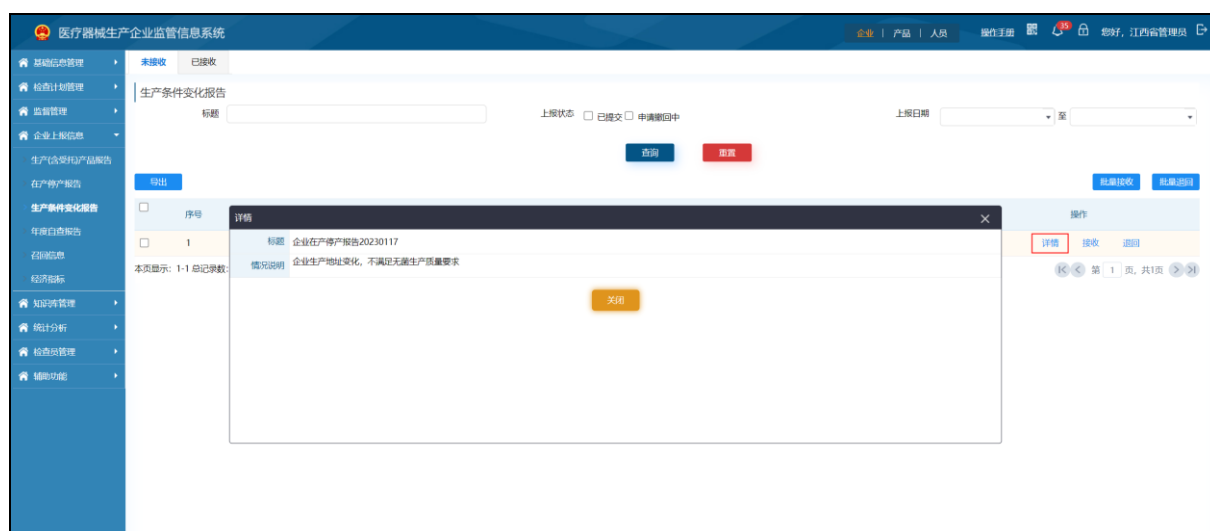 医疗器械生产企业监管信息系统
企业 | 产品 | 人员 操作手册 35 您好，江西省管理员
基础信息管理
检查计划管理
监督管理
企业上报信息
生产(含受托)产品报告
在产停产报告
生产条件变化报告
年度自查报告
召回信息
经济指标
知识库管理
统计分析
检查员管理
辅助功能
未接收 已接收
生产条件变化报告
标题 上报状态 已提交 申请撤回中 上报日期 至
查询 重置
导出 批量接收 批量退回
序号 操作
1 详情 接收 退回
本页显示: 1-1 总记录数: 第 1 页, 共1页
详情
标题 企业在产停产报告20230117
情况说明 企业生产地址变化，不满足无菌生产质量要求
关闭